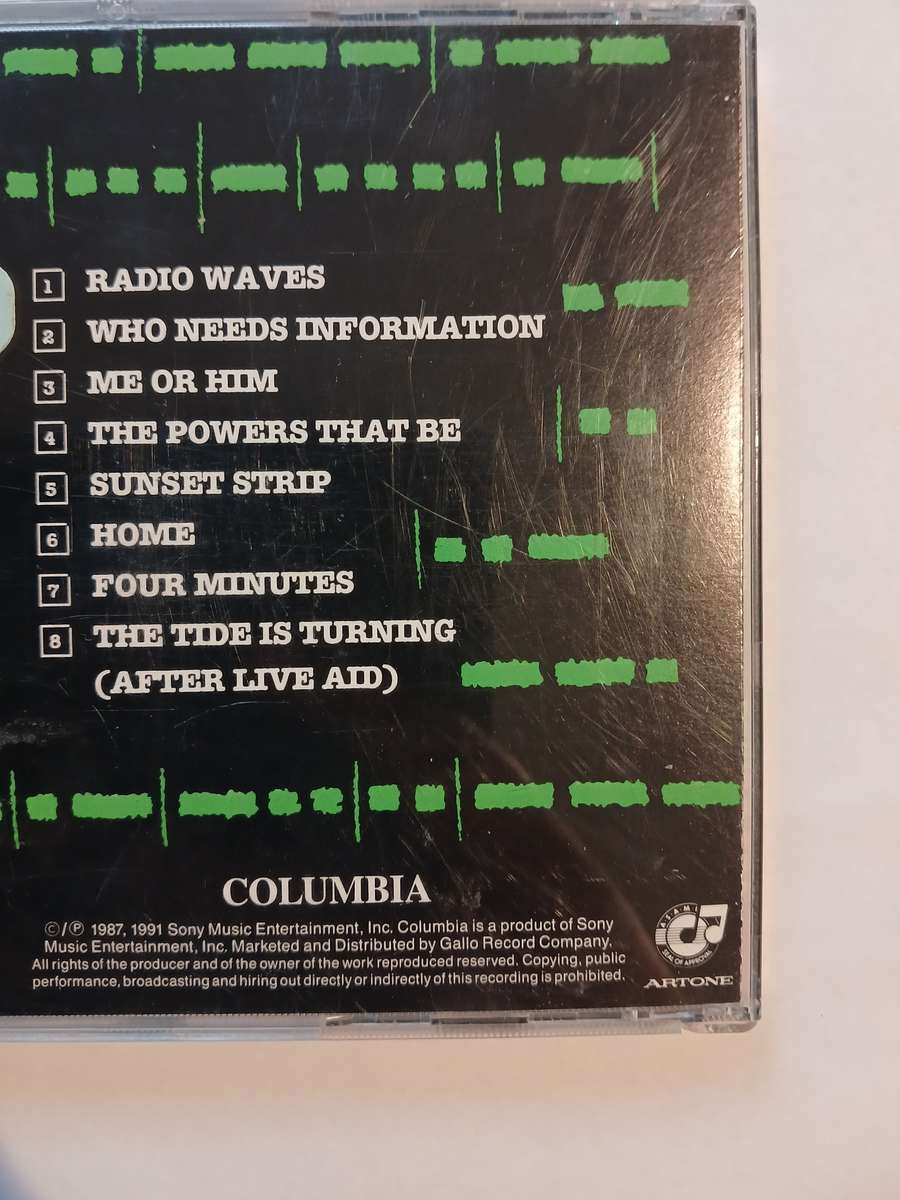 1 RADIO WAVES
2 WHO NEEDS INFORMATION
3 ME OR HIM
4 THE POWERS THAT BE
5 SUNSET STRIP
6 HOME
7 FOUR MINUTES
8 THE TIDE IS TURNING
(AFTER LIVE AID)
COLUMBIA
©/℗ 1987, 1991 Sony Music Entertainment, Inc. Columbia is a product of Sony
Music Entertainment, Inc. Marketed and Distributed by Gallo Record Company.
All rights of the producer and of the owner of the work reproduced reserved. Copying, public
performance, broadcasting and hiring out directly or indirectly of this recording is prohibited.
ASAMI
SEAL OF APPROVAL
ARTONE